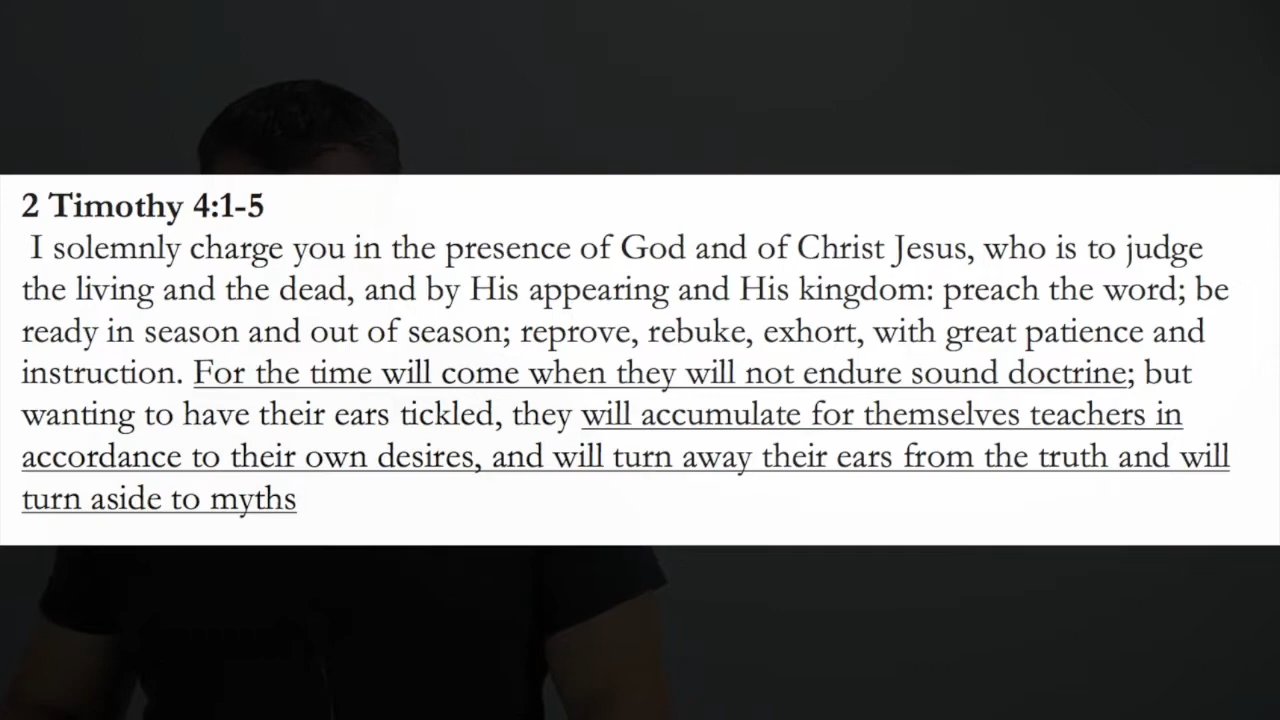 2 Timothy 4:1-5
I solemnly charge you in the presence of God and of Christ Jesus, who is to judge
the living and the dead, and by His appearing and His kingdom: preach the word; be
ready in season and out of season; reprove, rebuke, exhort, with great patience and
instruction. For the time will come when they will not endure sound doctrine; but
wanting to have their ears tickled, they will accumulate for themselves teachers in
accordance to their own desires, and will turn away their ears from the truth and will
turn aside to myths